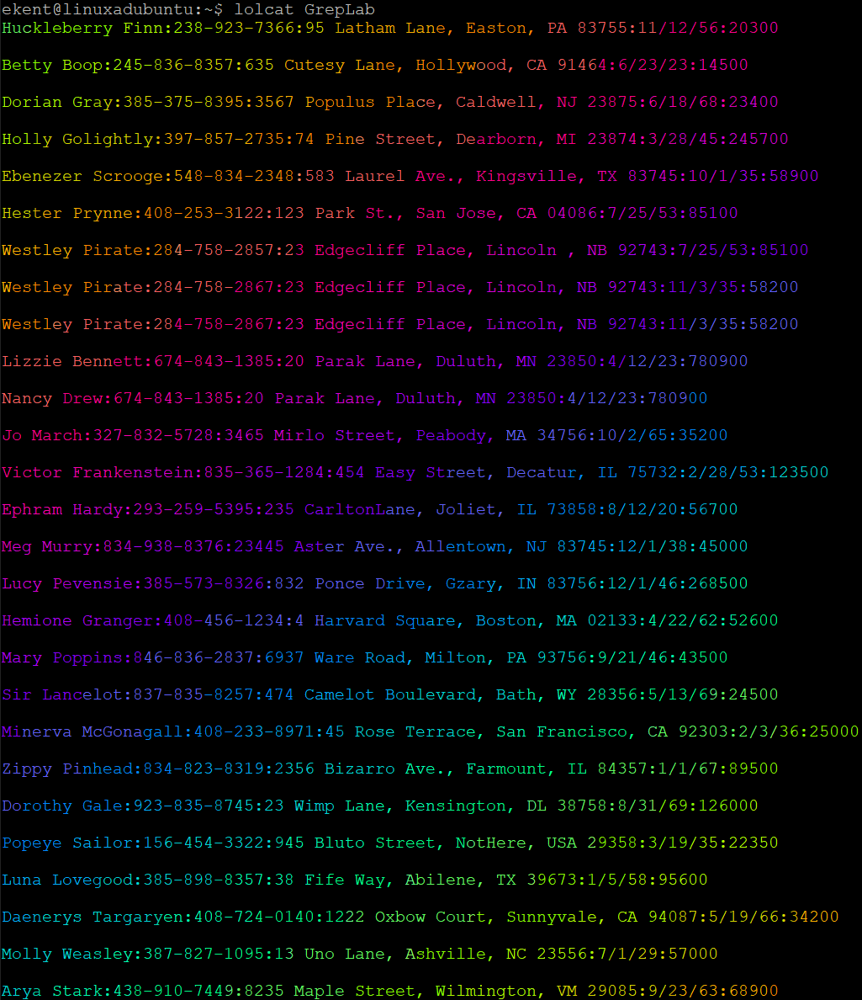 ekent@linuxadubuntu:~$ lolcat GrepLab
Huckleberry Finn:238-923-7366:95 Latham Lane, Easton, PA 83755:11/12/56:20300
Betty Boop:245-836-8357:635 Cutesy Lane, Hollywood, CA 91464:6/23/23:14500
Dorian Gray:385-375-8395:3567 Populus Place, Caldwell, NJ 23875:6/18/68:23400
Holly Golightly:397-857-2735:74 Pine Street, Dearborn, MI 23874:3/28/45:245700
Ebenezer Scrooge:548-834-2348:583 Laurel Ave., Kingsville, TX 83745:10/1/35:58900
Hester Prynne:408-253-3122:123 Park St., San Jose, CA 04086:7/25/53:85100
Westley Pirate:284-758-2857:23 Edgecliff Place, Lincoln , NB 92743:7/25/53:85100
Westley Pirate:284-758-2867:23 Edgecliff Place, Lincoln, NB 92743:11/3/35:58200
Westley Pirate:284-758-2867:23 Edgecliff Place, Lincoln, NB 92743:11/3/35:58200
Lizzie Bennett:674-843-1385:20 Parak Lane, Duluth, MN 23850:4/12/23:780900
Nancy Drew:674-843-1385:20 Parak Lane, Duluth, MN 23850:4/12/23:780900
Jo March:327-832-5728:3465 Mirlo Street, Peabody, MA 34756:10/2/65:35200
Victor Frankenstein:835-365-1284:454 Easy Street, Decatur, IL 75732:2/28/53:123500
Ephram Hardy:293-259-5395:235 CarltonLane, Joliet, IL 73858:8/12/20:56700
Meg Murry:834-938-8376:23445 Aster Ave., Allentown, NJ 83745:12/1/38:45000
Lucy Pevensie:385-573-8326:832 Ponce Drive, Gzary, IN 83756:12/1/46:268500
Hemione Granger:408-456-1234:4 Harvard Square, Boston, MA 02133:4/22/62:52600
Mary Poppins:846-836-2837:6937 Ware Road, Milton, PA 93756:9/21/46:43500
Sir Lancelot:837-835-8257:474 Camelot Boulevard, Bath, WY 28356:5/13/69:24500
Minerva McGonagall:408-233-8971:45 Rose Terrace, San Francisco, CA 92303:2/3/36:25000
Zippy Pinhead:834-823-8319:2356 Bizarro Ave., Farmount, IL 84357:1/1/67:89500
Dorothy Gale:923-835-8745:23 Wimp Lane, Kensington, DL 38758:8/31/69:126000
Popeye Sailor:156-454-3322:945 Bluto Street, NotHere, USA 29358:3/19/35:22350
Luna Lovegood:385-898-8357:38 Fife Way, Abilene, TX 39673:1/5/58:95600
Daenerys Targaryen:408-724-0140:1222 Oxbow Court, Sunnyvale, CA 94087:5/19/66:34200
Molly Weasley:387-827-1095:13 Uno Lane, Ashville, NC 23556:7/1/29:57000
Arya Stark:438-910-7449:8235 Maple Street, Wilmington, VM 29085:9/23/63:68900